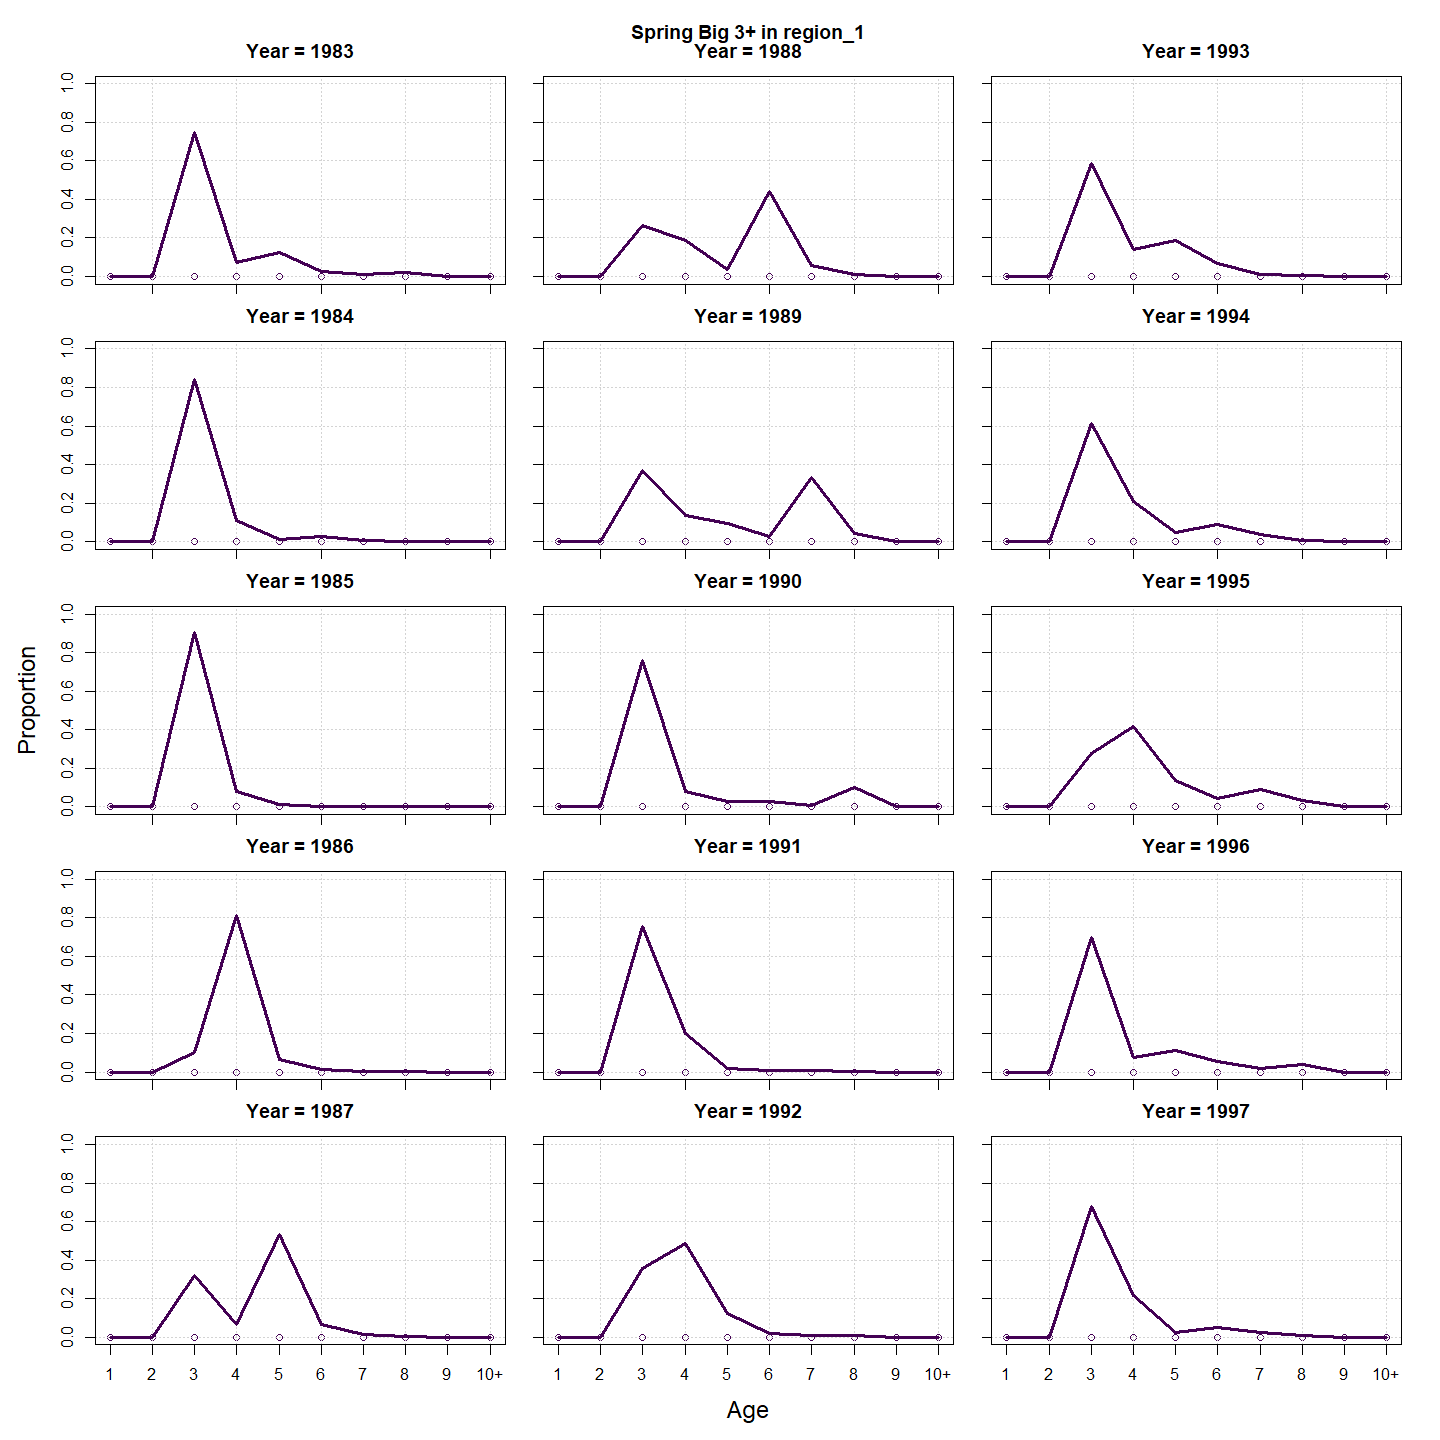 Spring Big 3+ in region_1
Year = 1983
Year = 1988
Year = 1993
0.0 0.2 0.4 0.6 0.8 1.0
Year = 1984
Year = 1989
Year = 1994
0.0 0.2 0.4 0.6 0.8 1.0
Year = 1985
Year = 1990
Year = 1995
0.0 0.2 0.4 0.6 0.8 1.0
Proportion
Year = 1986
Year = 1991
Year = 1996
0.0 0.2 0.4 0.6 0.8 1.0
Year = 1987
Year = 1992
Year = 1997
0.0 0.2 0.4 0.6 0.8 1.0
1 2 3 4 5 6 7 8 9 10+
1 2 3 4 5 6 7 8 9 10+
1 2 3 4 5 6 7 8 9 10+
Age